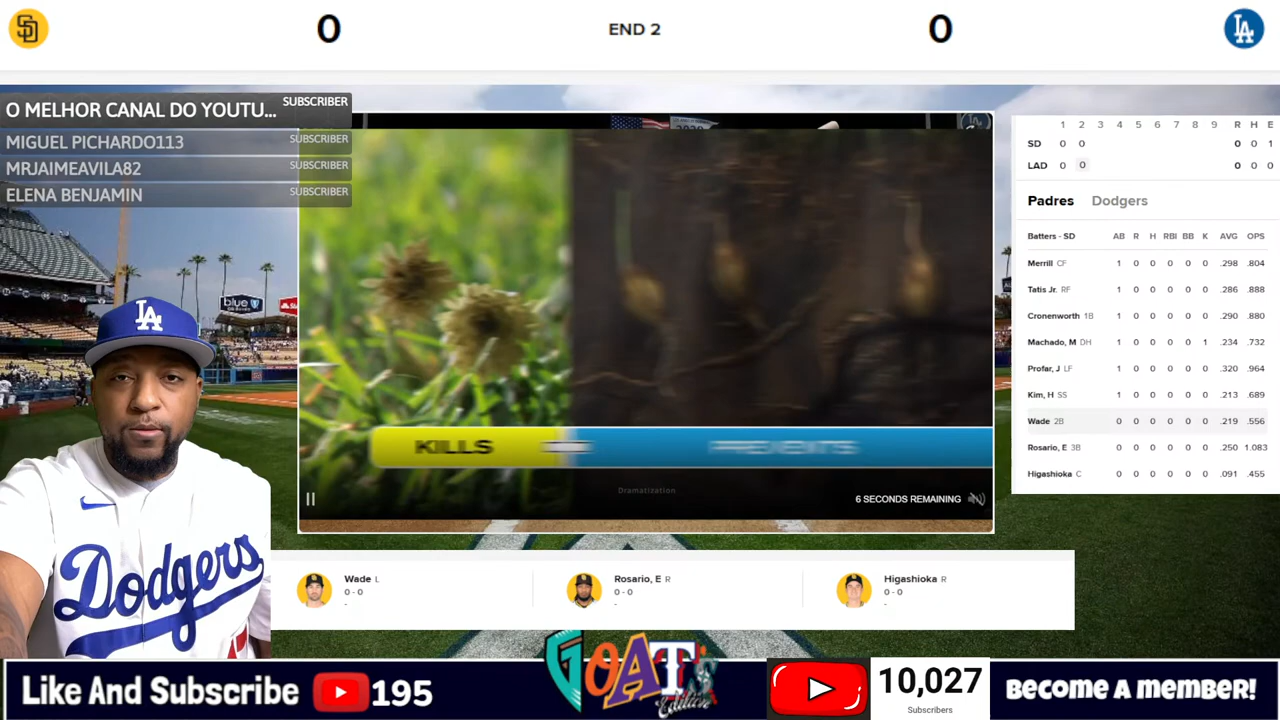 SD
0
END 2
0
LA
O MELHOR CANAL DO YOUTU... SUBSCRIBER
MIGUEL PICHARDO113 SUBSCRIBER
MRJAIMEAVILA82 SUBSCRIBER
ELENA BENJAMIN SUBSCRIBER
blue
LA
Dodgers
KILLS
PREVENTS
Dramatization
6 SECONDS REMAINING
1 2 3 4 5 6 7 8 9 R H E
SD 0 0 0 0 1
LAD 0 0 0 0 0
Padres Dodgers
Batters - SD AB R H RBI BB K AVG OPS
Merrill CF 1 0 0 0 0 0 .298 .804
Tatis Jr. RF 1 0 0 0 0 0 .286 .888
Cronenworth 1B 1 0 0 0 0 0 .290 .880
Machado, M DH 1 0 0 0 0 1 .234 .732
Profar, J LF 1 0 0 0 0 0 .320 .964
Kim, H SS 1 0 0 0 0 0 .213 .689
Wade 2B 0 0 0 0 0 0 .219 .556
Rosario, E 3B 0 0 0 0 0 0 .250 1.083
Higashioka C 0 0 0 0 0 0 .091 .455
Wade L
0 - 0
-
Rosario, E R
0 - 0
-
Higashioka R
0 - 0
-
Like And Subscribe
195
GOAT
Edition
10,027
Subscribers
BECOME A MEMBER!